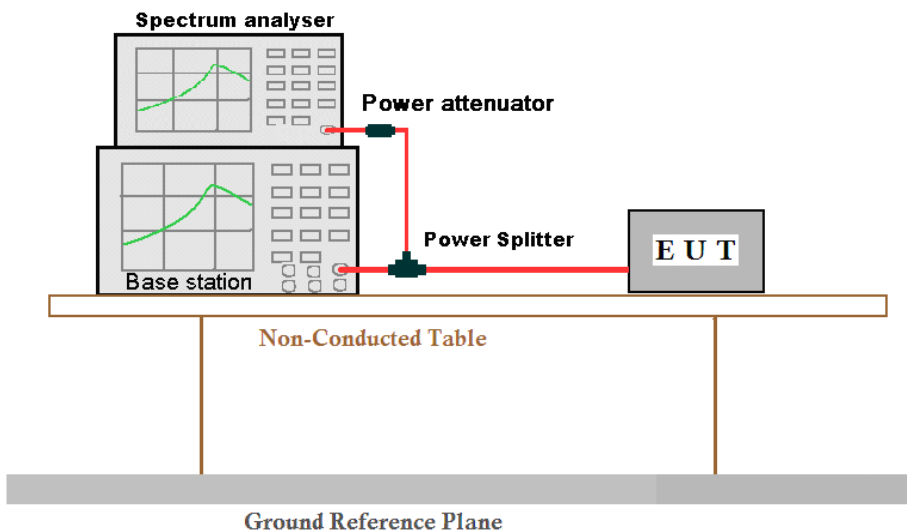 Spectrum analyser
Power attenuator
Power Splitter
E U T
Base station
Non-Conducted Table
Ground Reference Plane